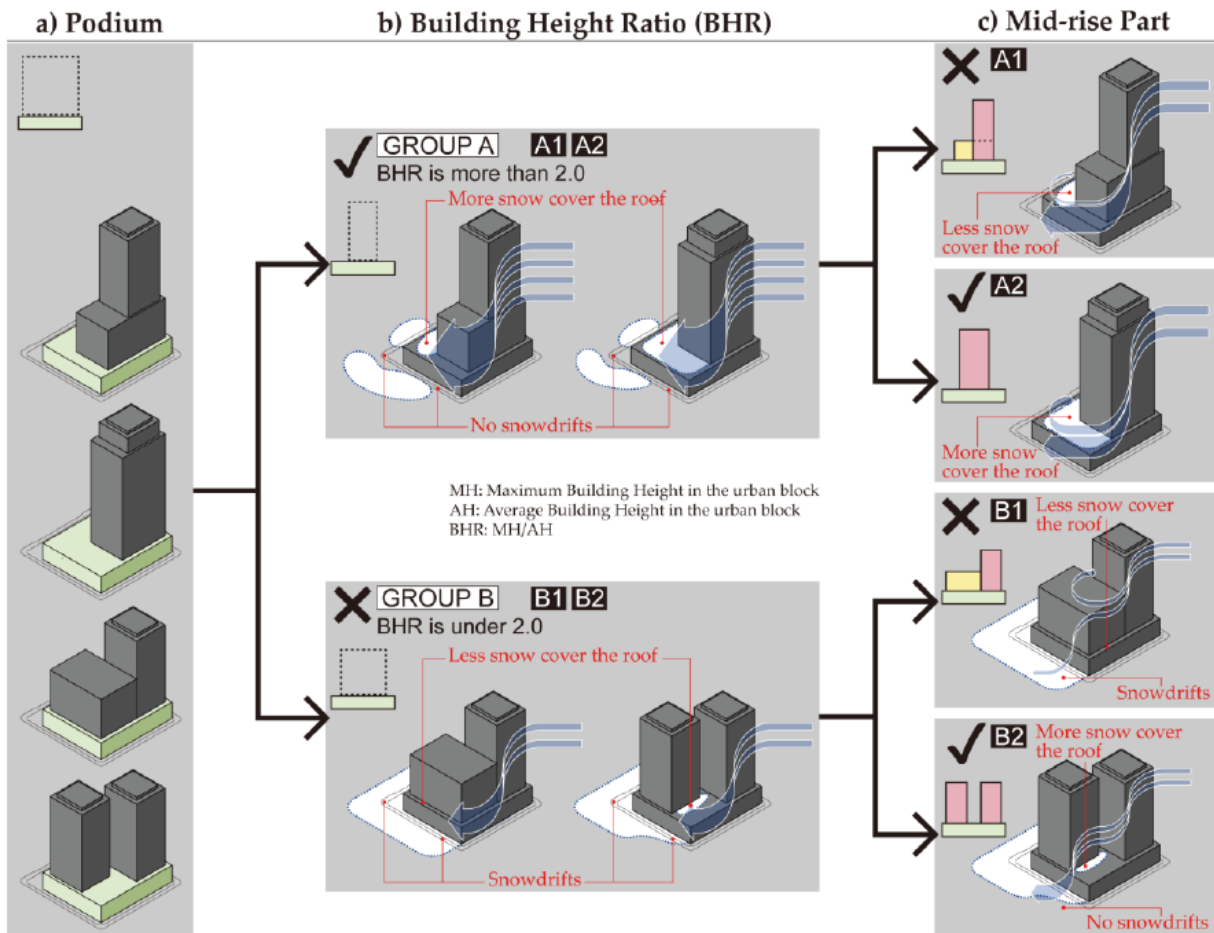 a) Podium
b) Building Height Ratio (BHR)
c) Mid-rise Part
GROUP A A1 A2
BHR is more than 2.0
More snow cover the roof
No snowdrifts
MH: Maximum Building Height in the urban block
AH: Average Building Height in the urban block
BHR: MH/AH
GROUP B B1 B2
BHR is under 2.0
Less snow cover the roof
Snowdrifts
A1
Less snow
cover the roof
A2
More snow
cover the roof
B1
Less snow cover
the roof
Snowdrifts
B2
More snow cover
the roof
No snowdrifts